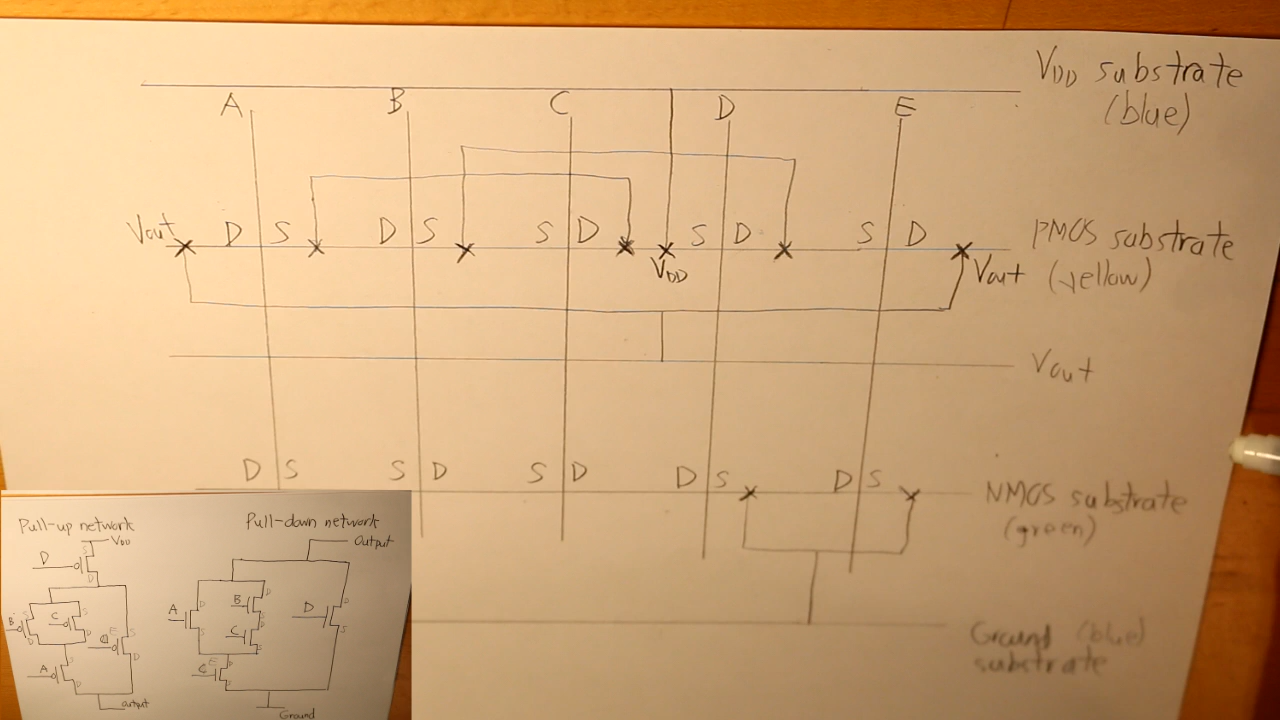 VDD substrate
(blue)
A B C D E
Vout D S D S S D S D S D PMOS substrate
VDD Vout (yellow)
Vout
D S S D S D D S D S NMOS substrate
(green)
Ground (blue)
substrate
Pull-up network
VDD
D
S
D
B
S
D
C
S
D
E
S
D
A
S
D
output
Pull-down network
Output
A
D
S
B
D
S
C
D
S
D
D
S
E
D
S
Ground